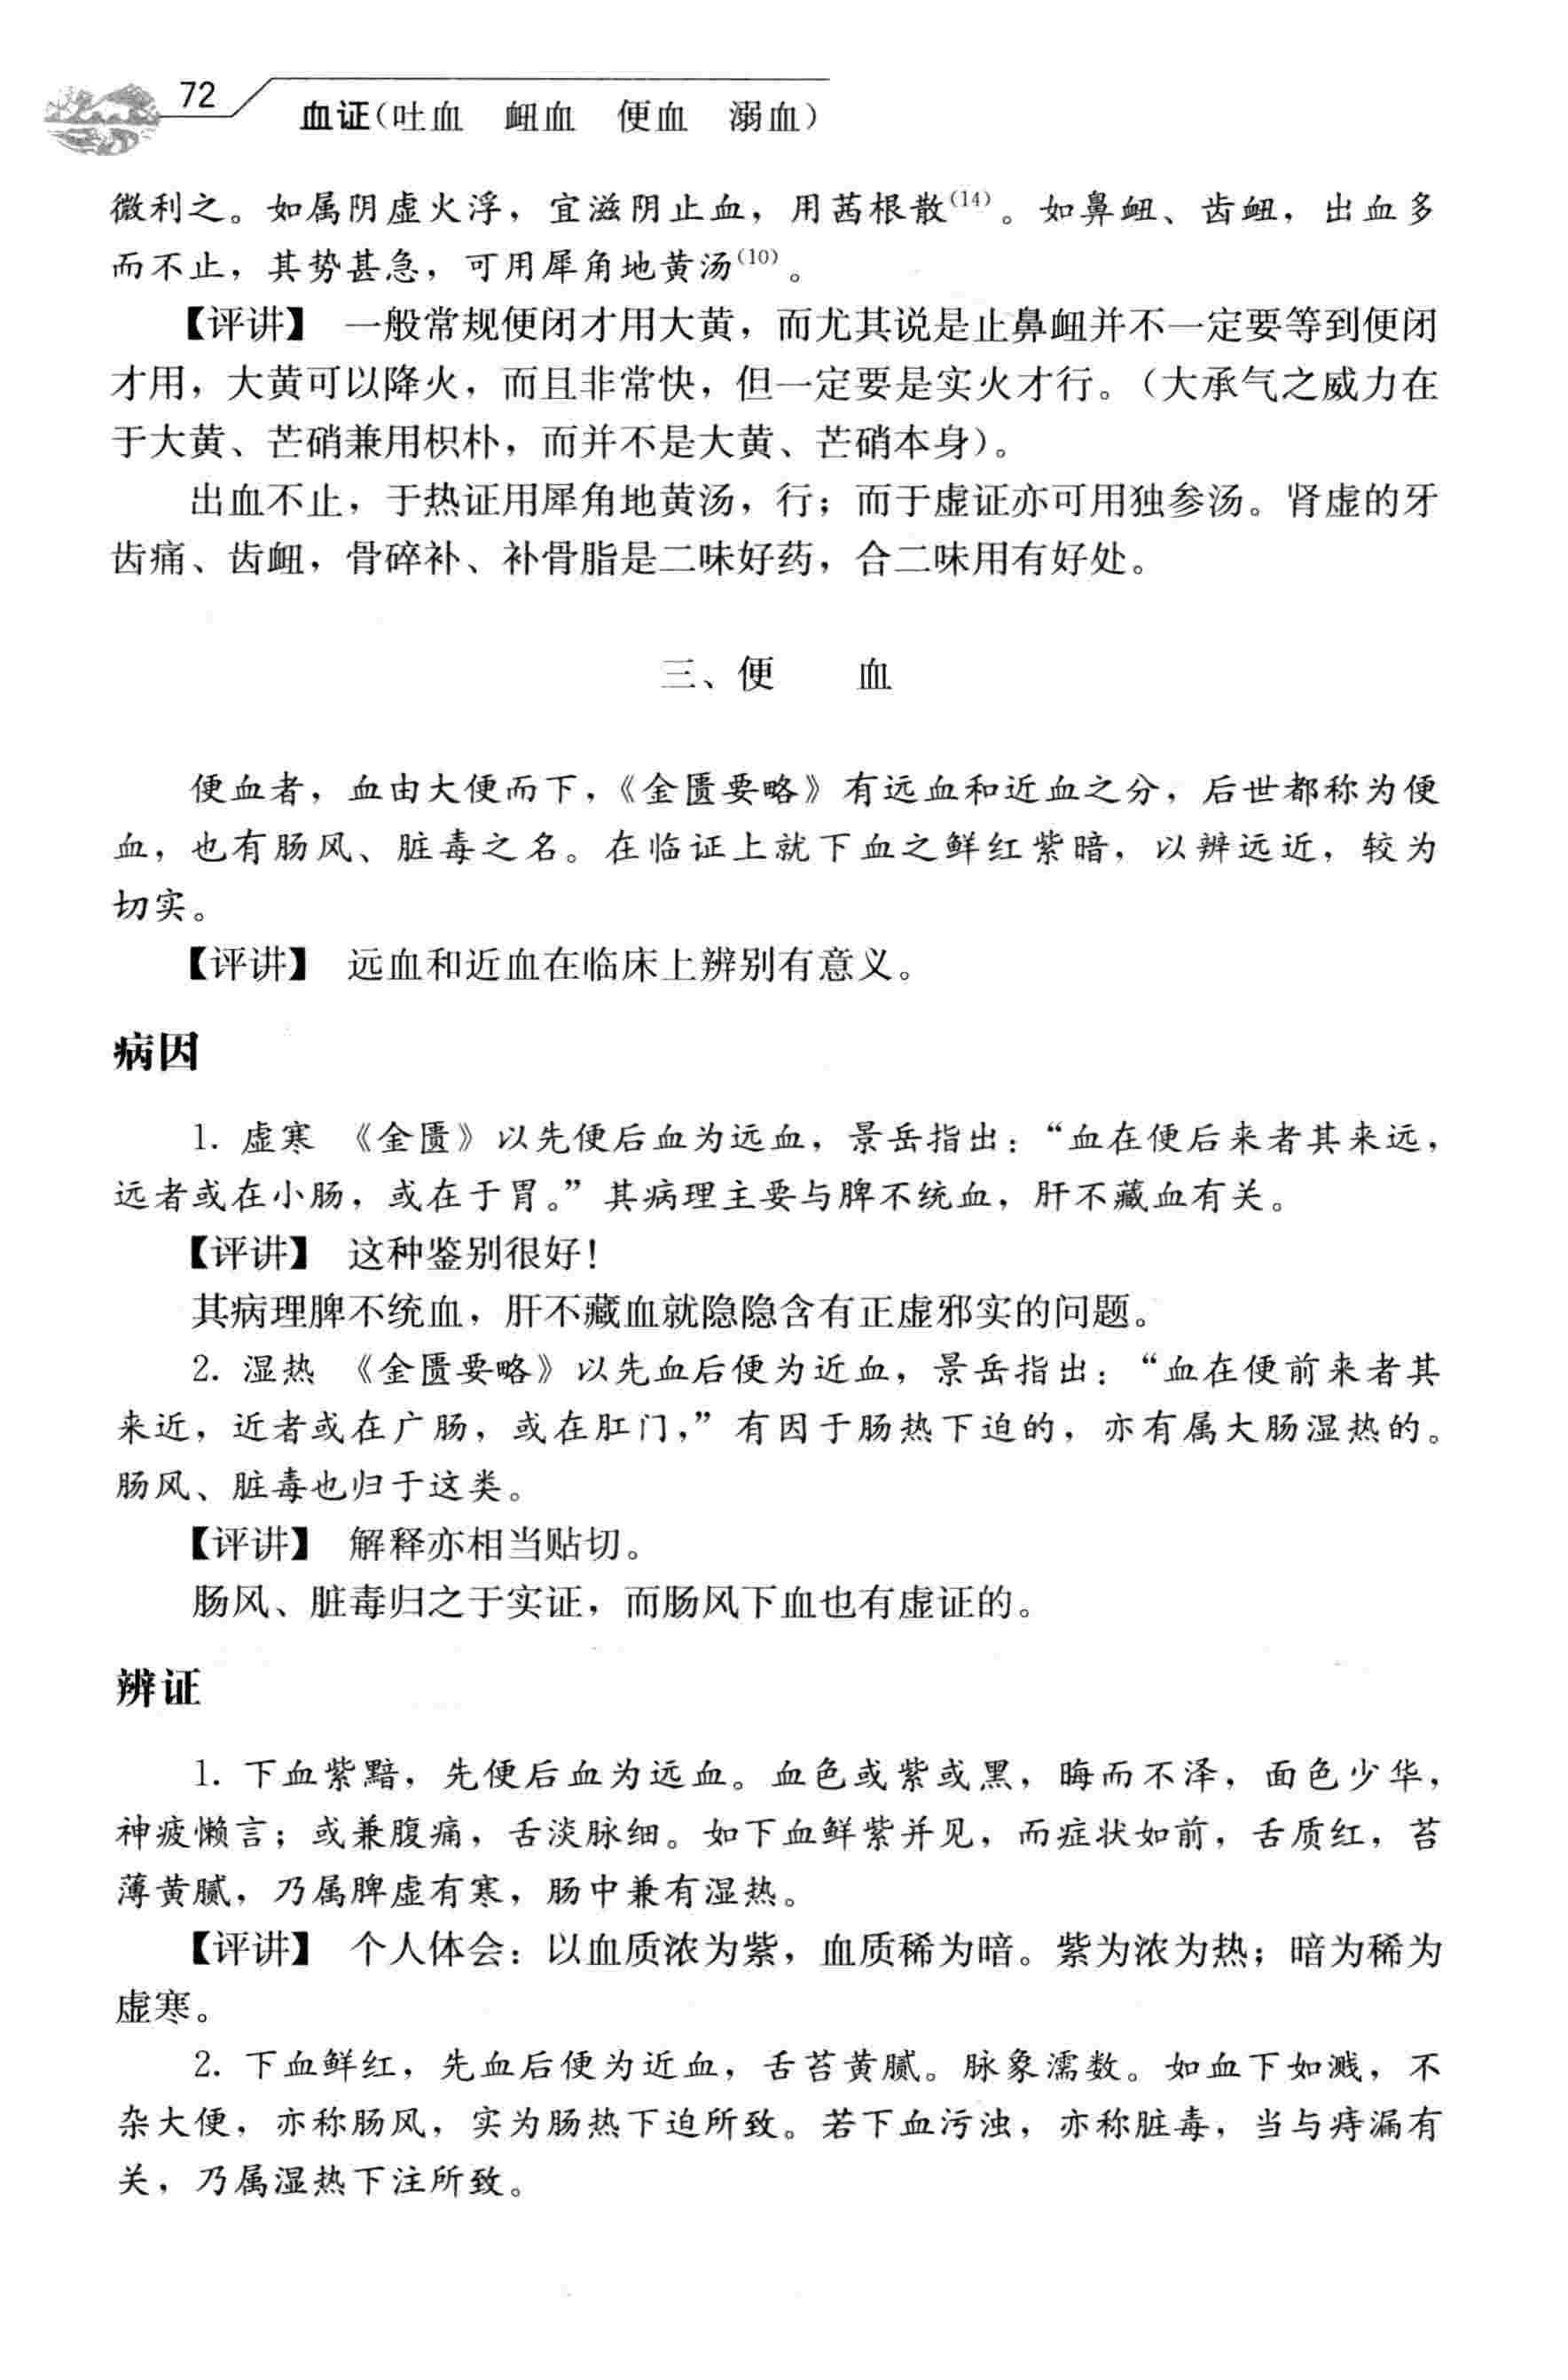 72
血证(吐血　衄血　便血　溺血)
微利之。如属阴虚火浮，宜滋阴止血，用茜根散(14)。如鼻衄、齿衄，出血多
而不止，其势甚急，可用犀角地黄汤(10)。
【评讲】　一般常规便闭才用大黄，而尤其说是止鼻衄并不一定要等到便闭
才用，大黄可以降火，而且非常快，但一定要是实火才行。（大承气之威力在
于大黄、芒硝兼用枳朴，而并不是大黄、芒硝本身）。
出血不止，于热证用犀角地黄汤，行；而于虚证亦可用独参汤。肾虚的牙
齿痛、齿衄，骨碎补、补骨脂是二味好药，合二味用有好处。
三、便　　血
便血者，血由大便而下，《金匮要略》有远血和近血之分，后世都称为便
血，也有肠风、脏毒之名。在临证上就下血之鲜红紫暗，以辨远近，较为
切实。
【评讲】　远血和近血在临床上辨别有意义。
病因
1. 虚寒　《金匮》以先便后血为远血，景岳指出：“血在便后来者其来远，
远者或在小肠，或在于胃。”其病理主要与脾不统血，肝不藏血有关。
【评讲】　这种鉴别很好！
其病理脾不统血，肝不藏血就隐隐含有正虚邪实的问题。
2. 湿热　《金匮要略》以先血后便为近血，景岳指出：“血在便前来者其
来近，近者或在广肠，或在肛门，”有因于肠热下迫的，亦有属大肠湿热的。
肠风、脏毒也归于这类。
【评讲】　解释亦相当贴切。
肠风、脏毒归之于实证，而肠风下血也有虚证的。
辨证
1. 下血紫黯，先便后血为远血。血色或紫或黑，晦而不泽，面色少华，
神疲懒言；或兼腹痛，舌淡脉细。如下血鲜紫并见，而症状如前，舌质红，苔
薄黄腻，乃属脾虚有寒，肠中兼有湿热。
【评讲】　个人体会：以血质浓为紫，血质稀为暗。紫为浓为热；暗为稀为
虚寒。
2. 下血鲜红，先血后便为近血，舌苔黄腻。脉象濡数。如血下如溅，不
杂大便，亦称肠风，实为肠热下迫所致。若下血污浊，亦称脏毒，当与痔漏有
关，乃属湿热下注所致。